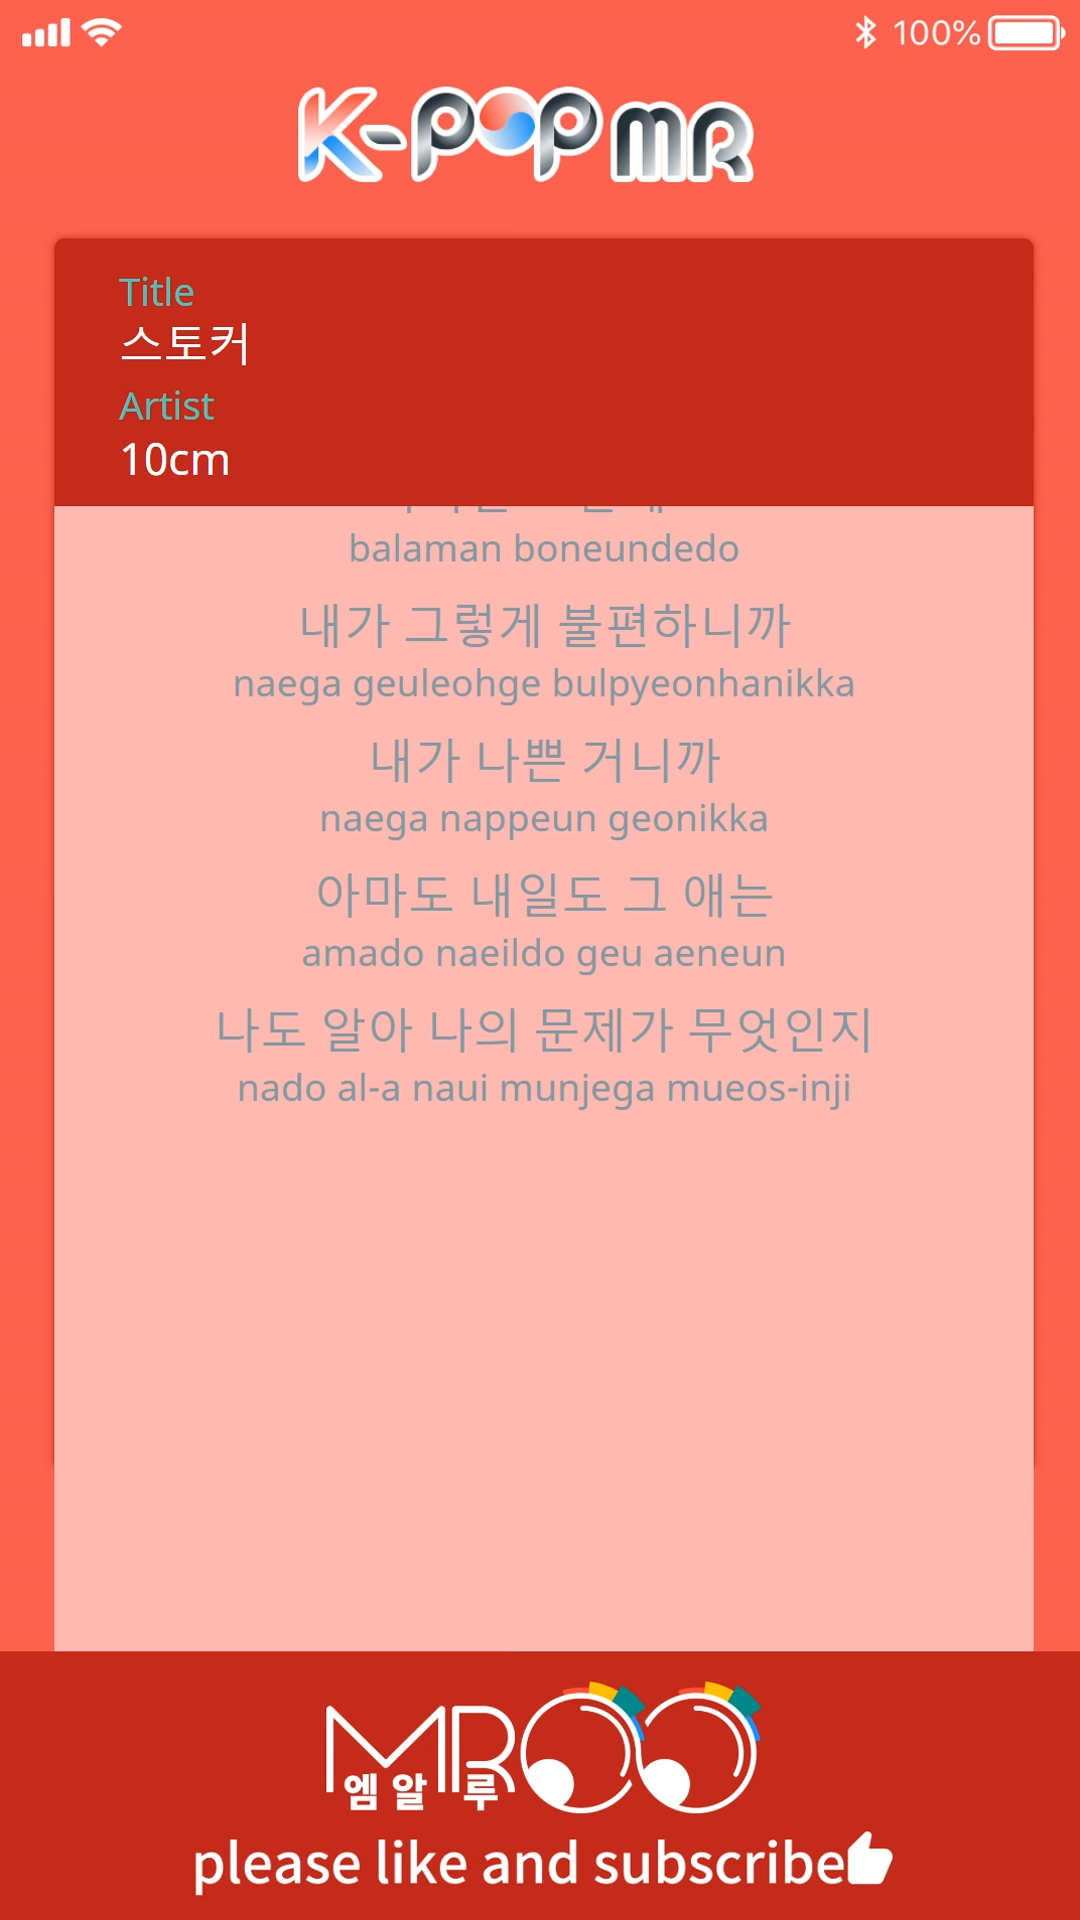 100%
K-POP MR
Title
스토커
Artist
10cm
balaman boneundedo
내가 그렇게 불편하니까
naega geuleohge bulpyeonhanikka
내가 나쁜 거니까
naega nappeun geonikka
아마도 내일도 그 애는
amado naeildo geu aeneun
나도 알아 나의 문제가 무엇인지
nado al-a naui munjega mueos-inji
MROO
엠알루
please like and subscribe